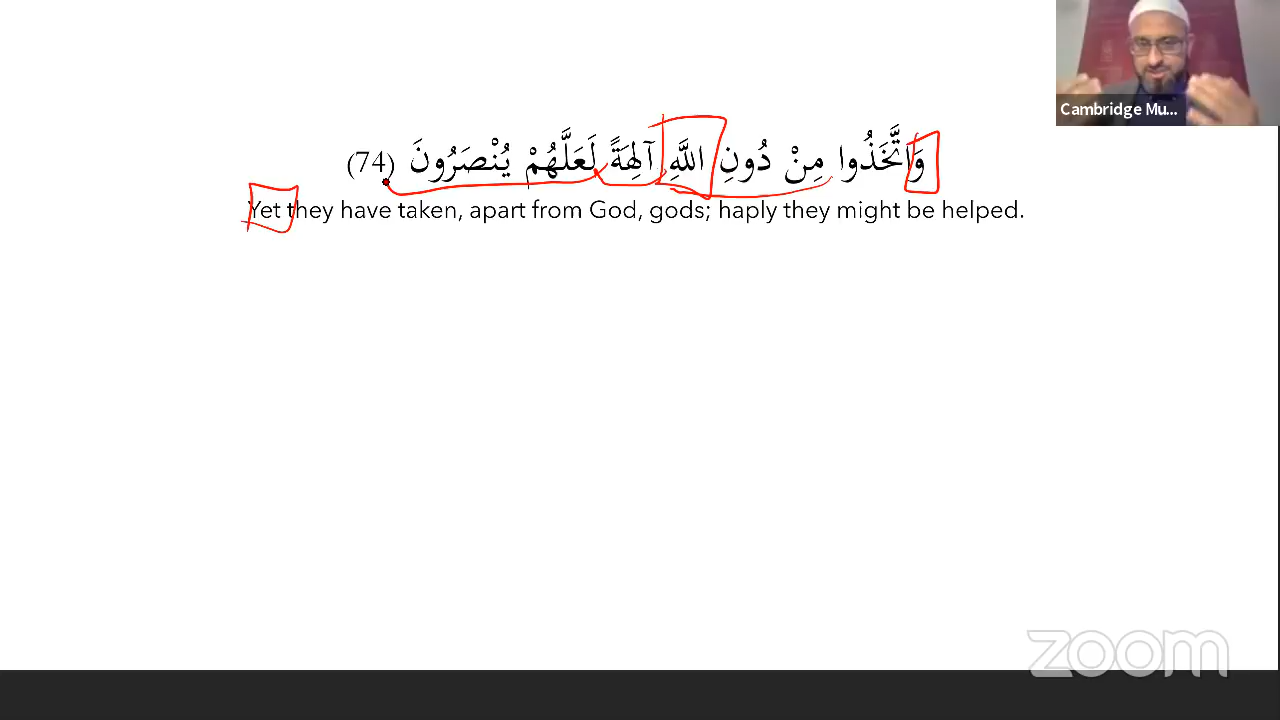 Cambridge Mu...
وَاتَّخَذُوا مِنْ دُونِ اللَّهِ آلِهَةً لَعَلَّهُمْ يُنْصَرُونَ (74)
Yet they have taken, apart from God, gods; haply they might be helped.
zoom